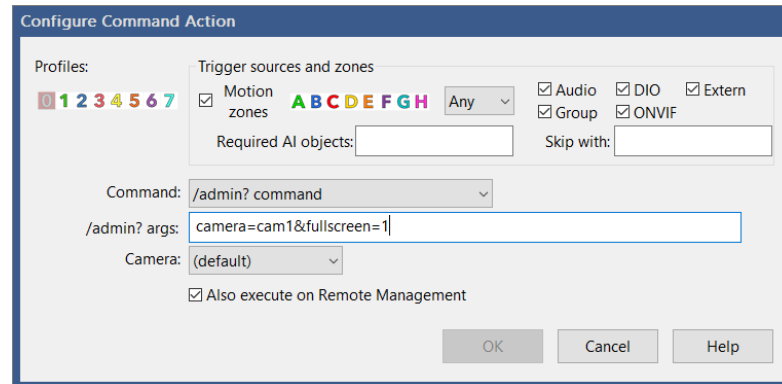 Configure Command Action
Profiles:
0 1 2 3 4 5 6 7
Trigger sources and zones
Motion zones
A B C D E F G H
Any
Audio DIO Extern
Group ONVIF
Required AI objects:
Skip with:
Command: /admin? command
/admin? args: camera=cam1&fullscreen=1
Camera: (default)
Also execute on Remote Management
OK Cancel Help